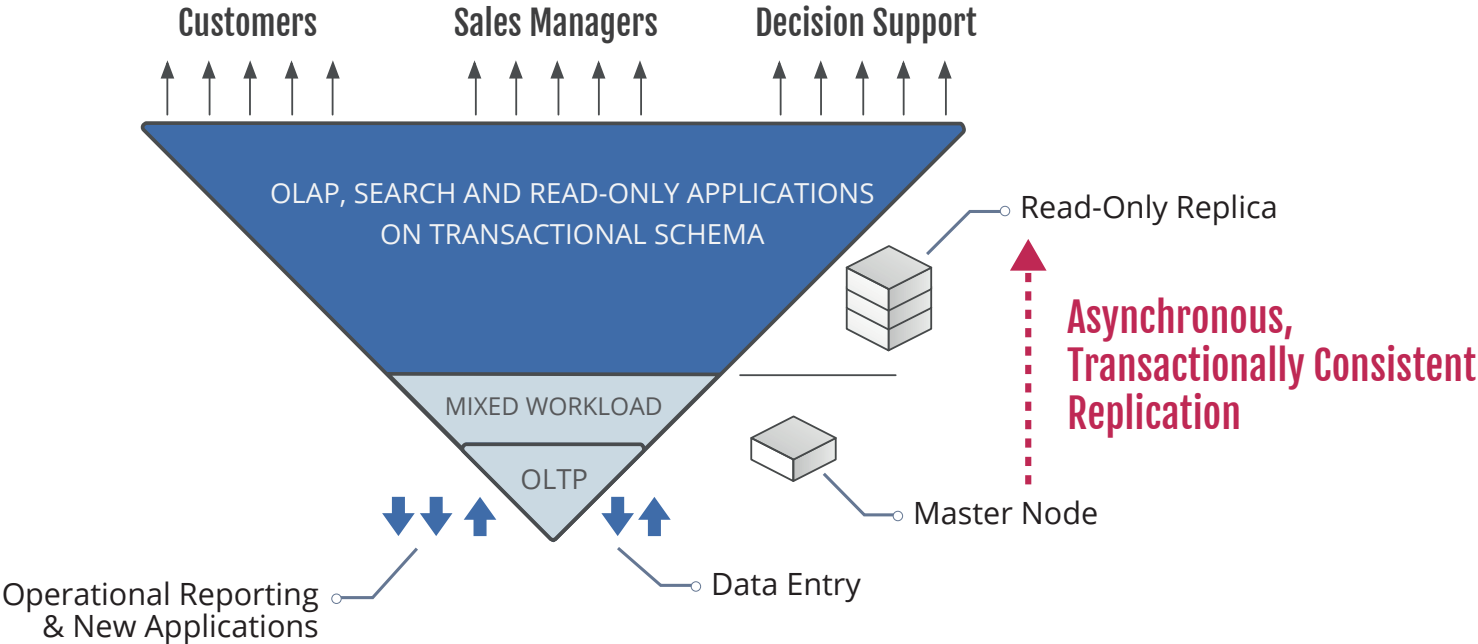 Customers
Sales Managers
Decision Support
OLAP, SEARCH AND READ-ONLY APPLICATIONS
ON TRANSACTIONAL SCHEMA
Read-Only Replica
Asynchronous,
Transactionally Consistent
Replication
MIXED WORKLOAD
OLTP
Master Node
Data Entry
Operational Reporting
& New Applications